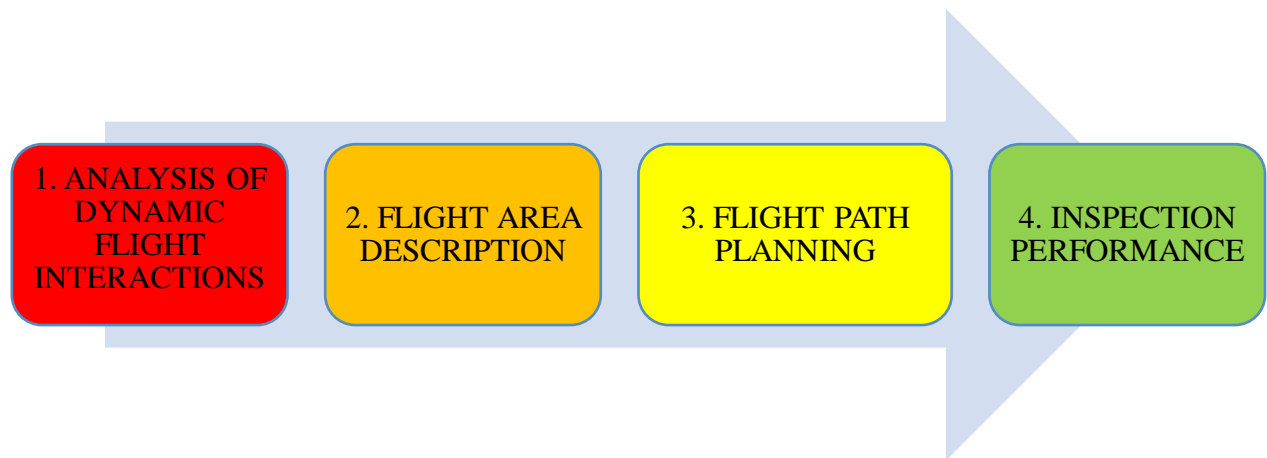 1. ANALYSIS OF
DYNAMIC
FLIGHT
INTERACTIONS
2. FLIGHT AREA
DESCRIPTION
3. FLIGHT PATH
PLANNING
4. INSPECTION
PERFORMANCE